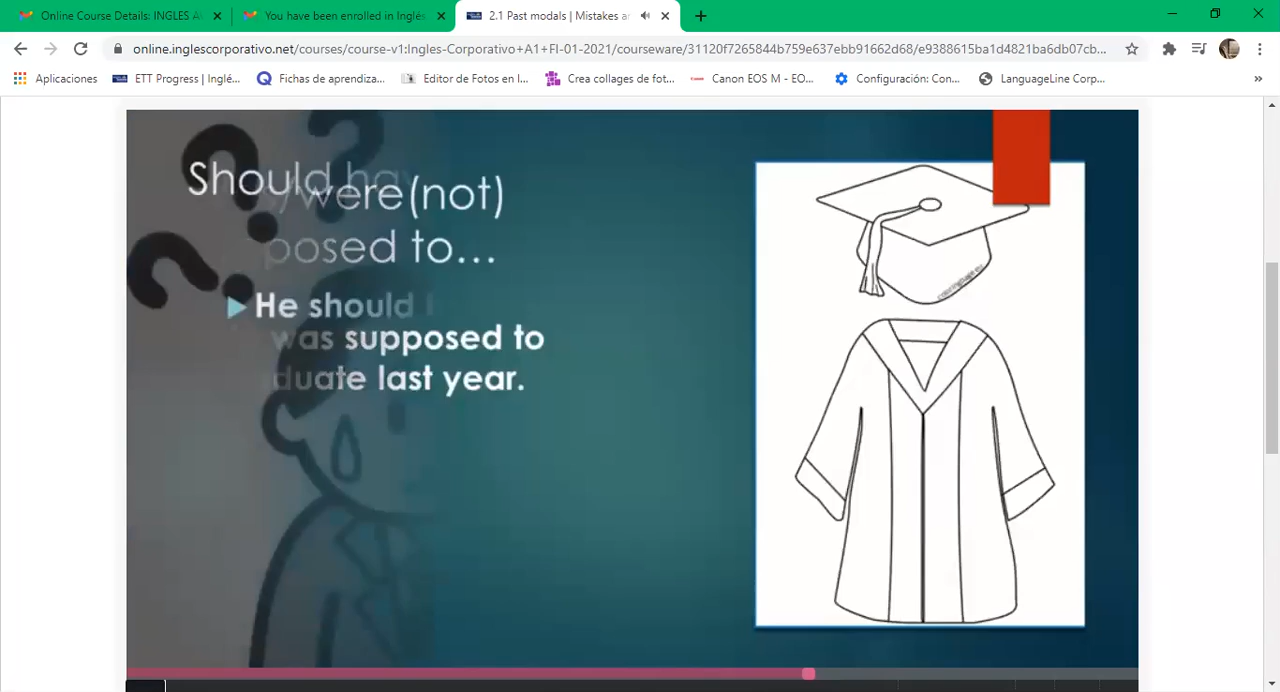 Online Course Details: INGLES A
You have been enrolled in Inglés
2.1 Past modals | Mistakes a
online.inglescorporativo.net/courses/course-v1:Ingles-Corporativo+A1+FI-01-2021/courseware/31120f7265844b759e637ebb91662d68/e9388615ba1d4821ba6db07cb...
Aplicaciones
ETT Progress | Inglé...
Fichas de aprendiza...
Editor de Fotos en l...
Crea collages de fot...
Canon EOS M - EO...
Configuración: Con...
LanguageLine Corp...
»
Should ha
/were(not)
posed to...
He should
was supposed to
duate last year.